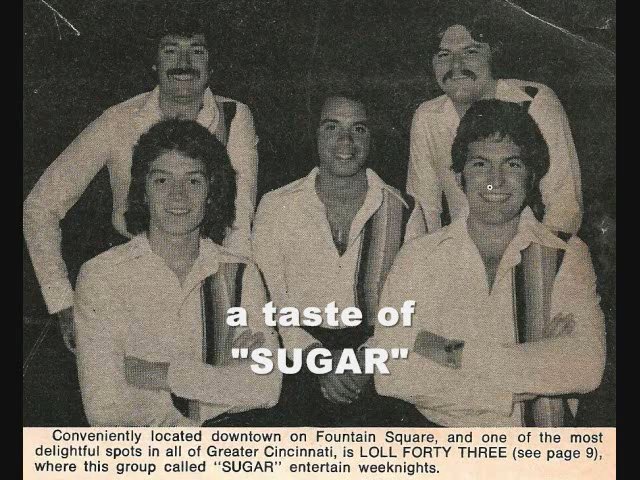 a taste of
"SUGAR"
Conveniently located downtown on Fountain Square, and one of the most
delightful spots in all of Greater Cincinnati, is LOLL FORTY THREE (see page 9),
where this group called "SUGAR" entertain weeknights.